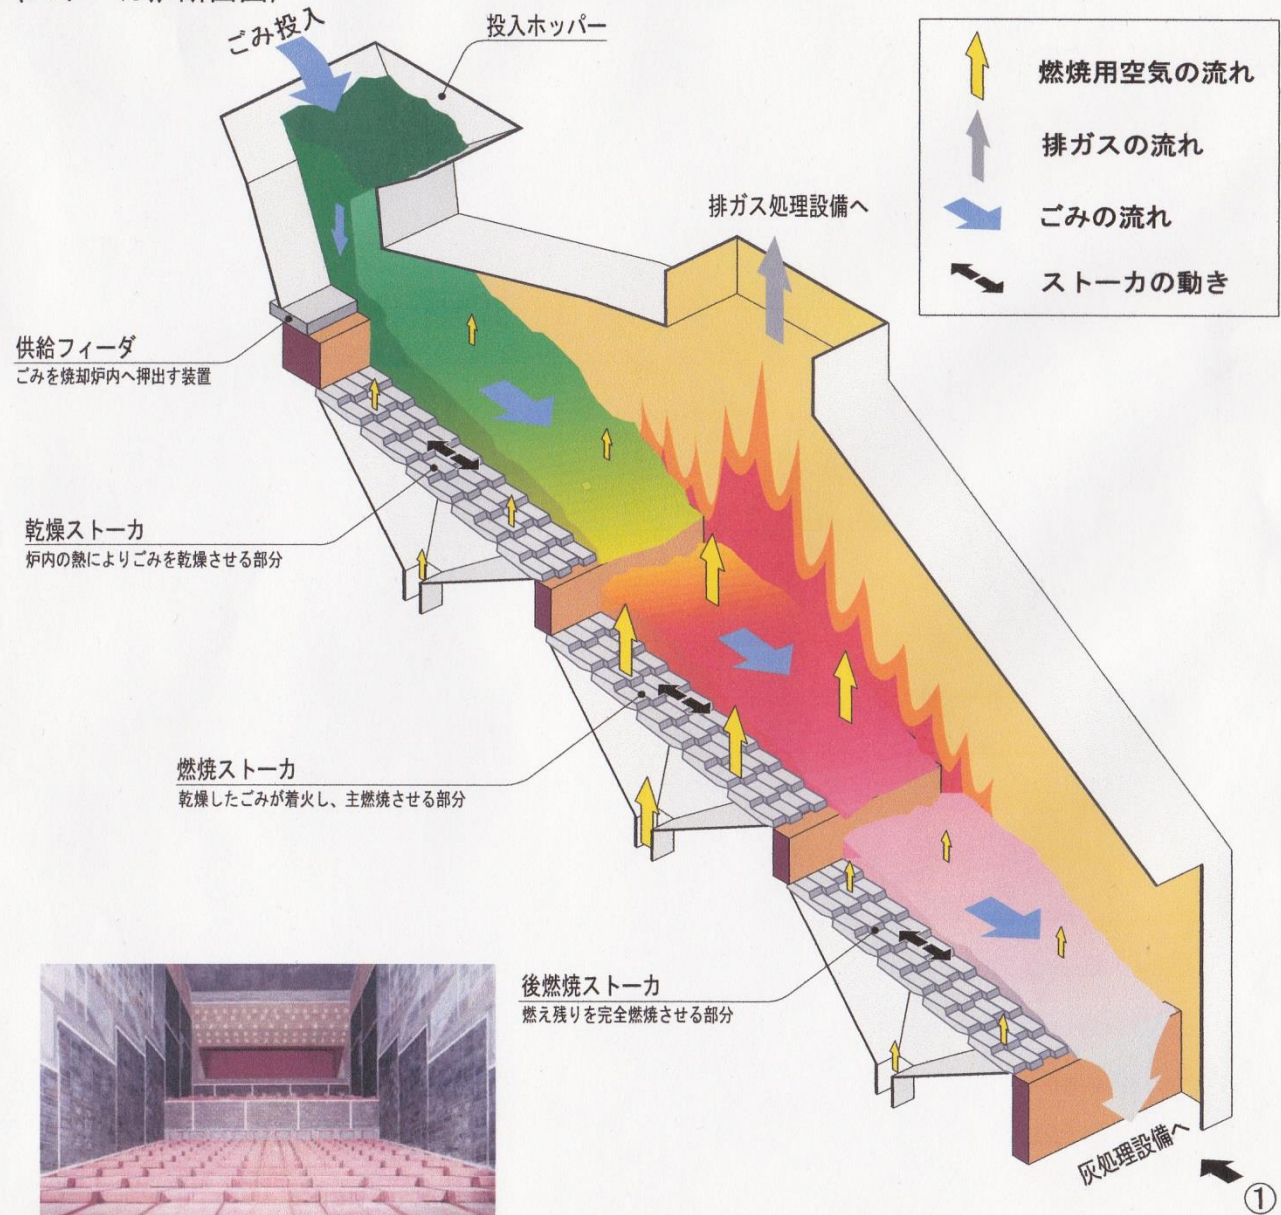 ごみ投入
投入ホッパー
燃焼用空気の流れ
排ガスの流れ
ごみの流れ
ストーカの動き
排ガス処理設備へ
供給フィーダ
ごみを焼却炉内へ押出す装置
乾燥ストーカ
炉内の熱によりごみを乾燥させる部分
燃焼ストーカ
乾燥したごみが着火し、主燃焼させる部分
後燃焼ストーカ
燃え残りを完全燃焼させる部分
灰処理設備へ
①